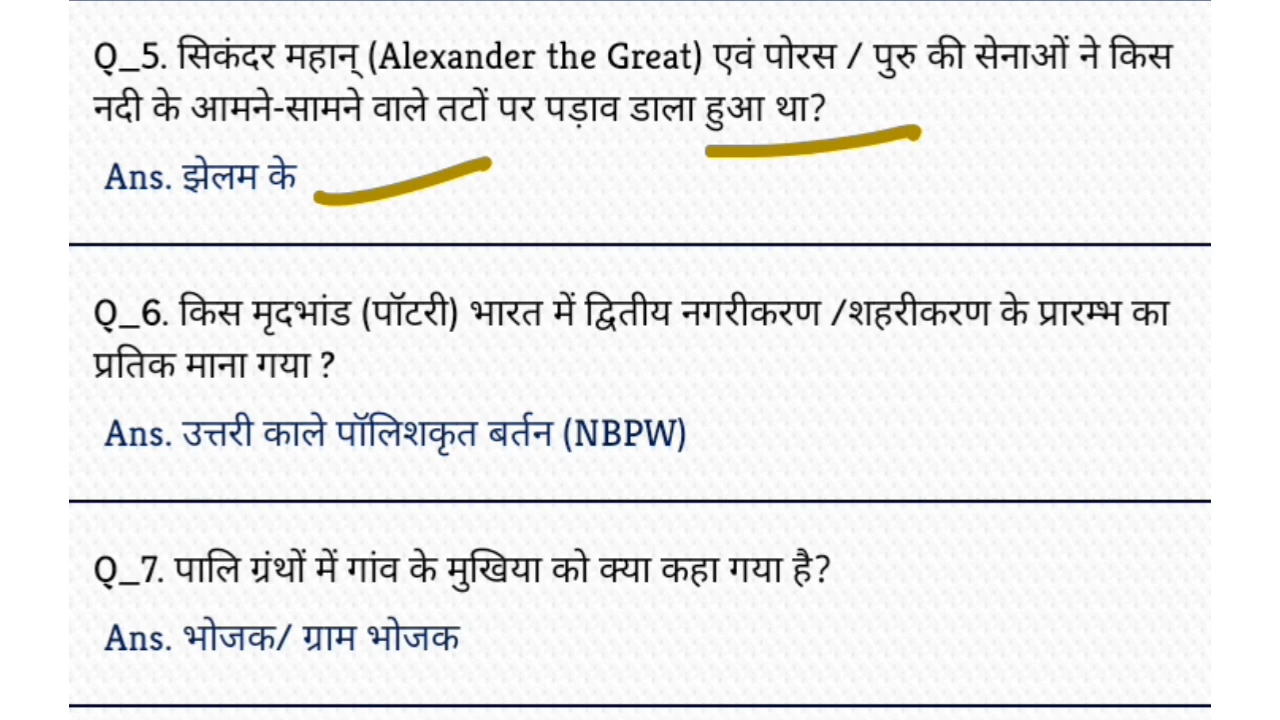 Q_5. सिकंदर महान् (Alexander the Great) एवं पोरस / पुरु की सेनाओं ने किस
नदी के आमने-सामने वाले तटों पर पड़ाव डाला हुआ था?
Ans. झेलम के
Q_6. किस मृदभांड (पॉटरी) भारत में द्वितीय नगरीकरण /शहरीकरण के प्रारम्भ का
प्रतिक माना गया ?
Ans. उत्तरी काले पॉलिशकृत बर्तन (NBPW)
Q_7. पालि ग्रंथों में गांव के मुखिया को क्या कहा गया है?
Ans. भोजक/ ग्राम भोजक